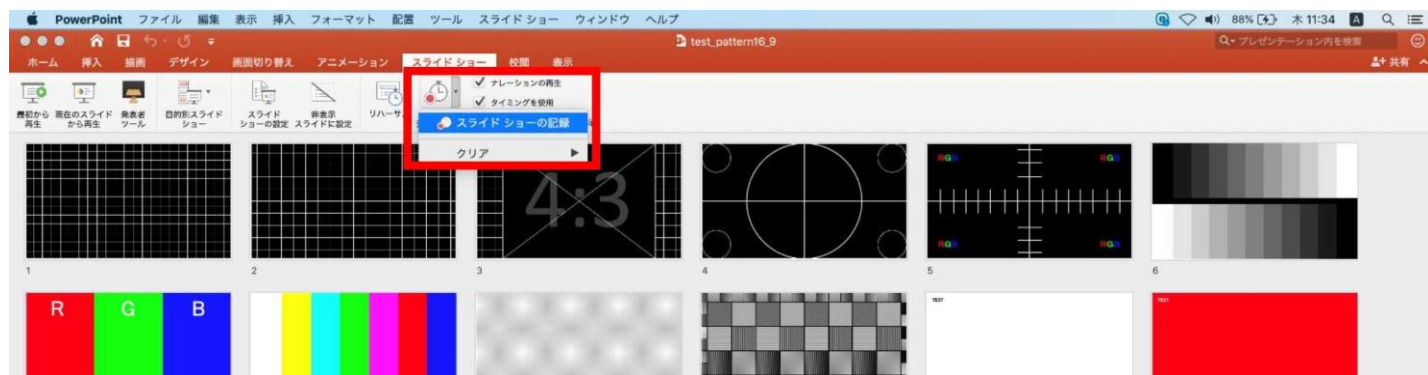 PowerPoint ファイル 編集 表示 挿入 フォーマット 配置 ツール スライド ショー ウィンドウ ヘルプ 88% 木 11:34 A
test_pattern16_9
プレゼンテーション内を検索
ホーム 挿入 描画 デザイン 画面切り替え アニメーション スライド ショー 校閲 表示 共有
最初から再生
現在のスライドから再生
発表者ツール
目的別スライドショー
スライドショーの設定
非表示スライドに設定
リハーサ
ナレーションの再生
タイミングを使用
スライド ショーの記録
クリア
4:3
RGB RGB
RGB RGB
1 2 3 4 5 6
R G B
TEST
TEST